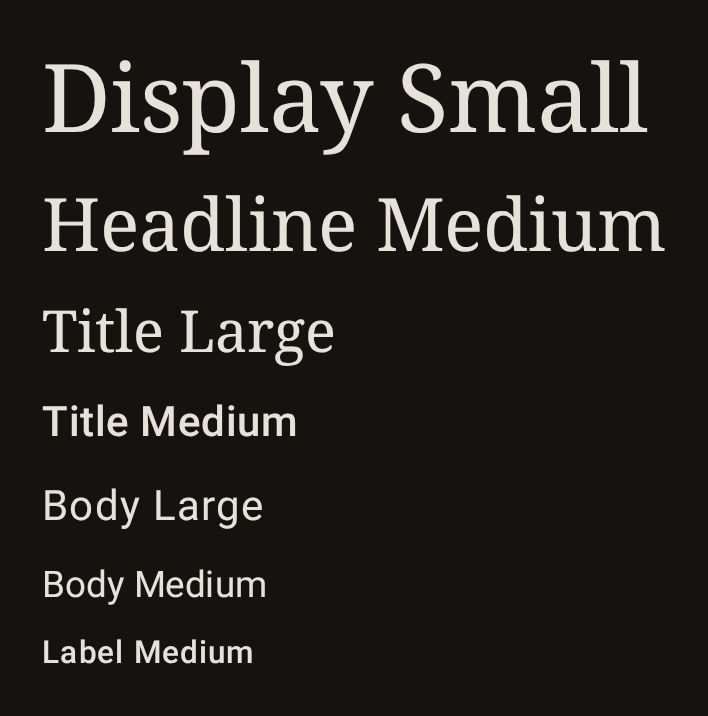 Display Small
Headline Medium
Title Large
Title Medium
Body Large
Body Medium
Label Medium